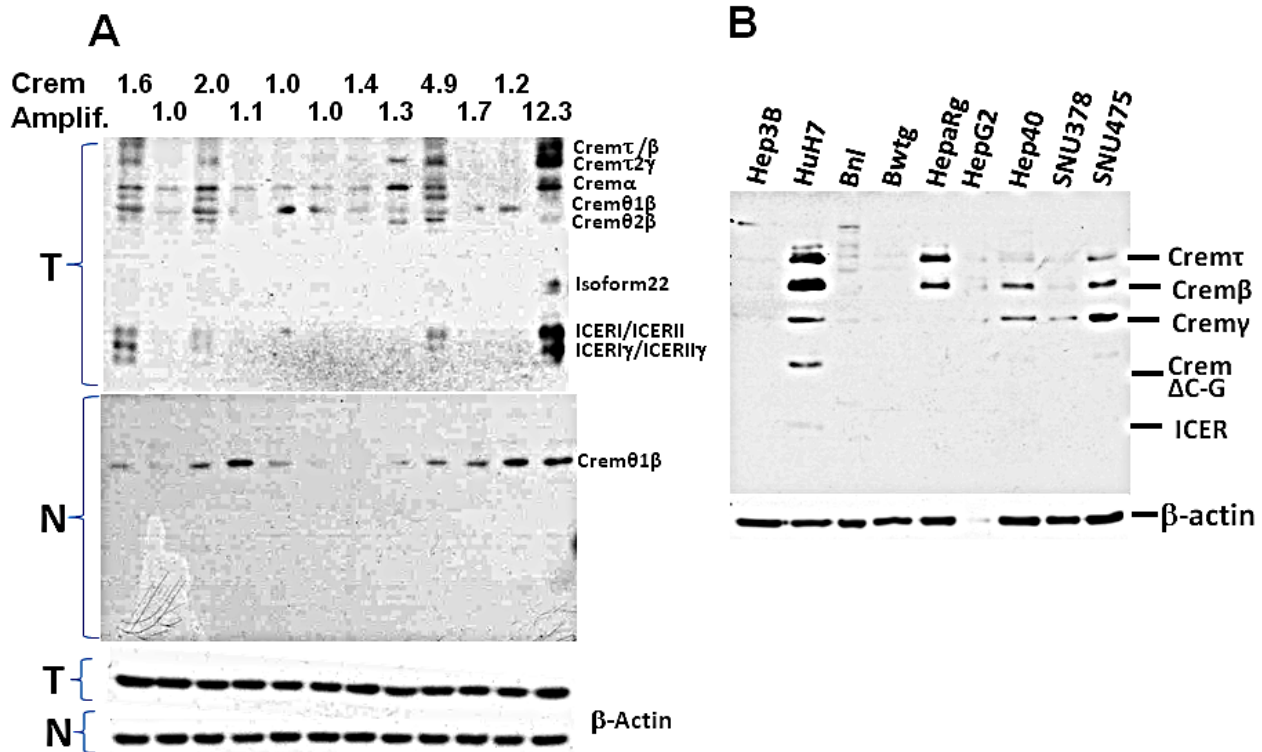 A
Crem 1.6 2.0 1.0 1.4 4.9 1.2
Amplif. 1.0 1.1 1.0 1.3 1.7 12.3
Cremτ/β
Cremτ2γ
Cremα
Cremθ1β
Cremθ2β
T
Isoform22
ICERI/ICERII
ICERIγ/ICERIIγ
Cremθ1β
N
T
N
β-Actin
B
Hep3B HuH7 Bnl Bwtg HepaRg HepG2 Hep40 SNU378 SNU475
Cremτ
Cremβ
Cremγ
Crem
ΔC-G
ICER
β-actin